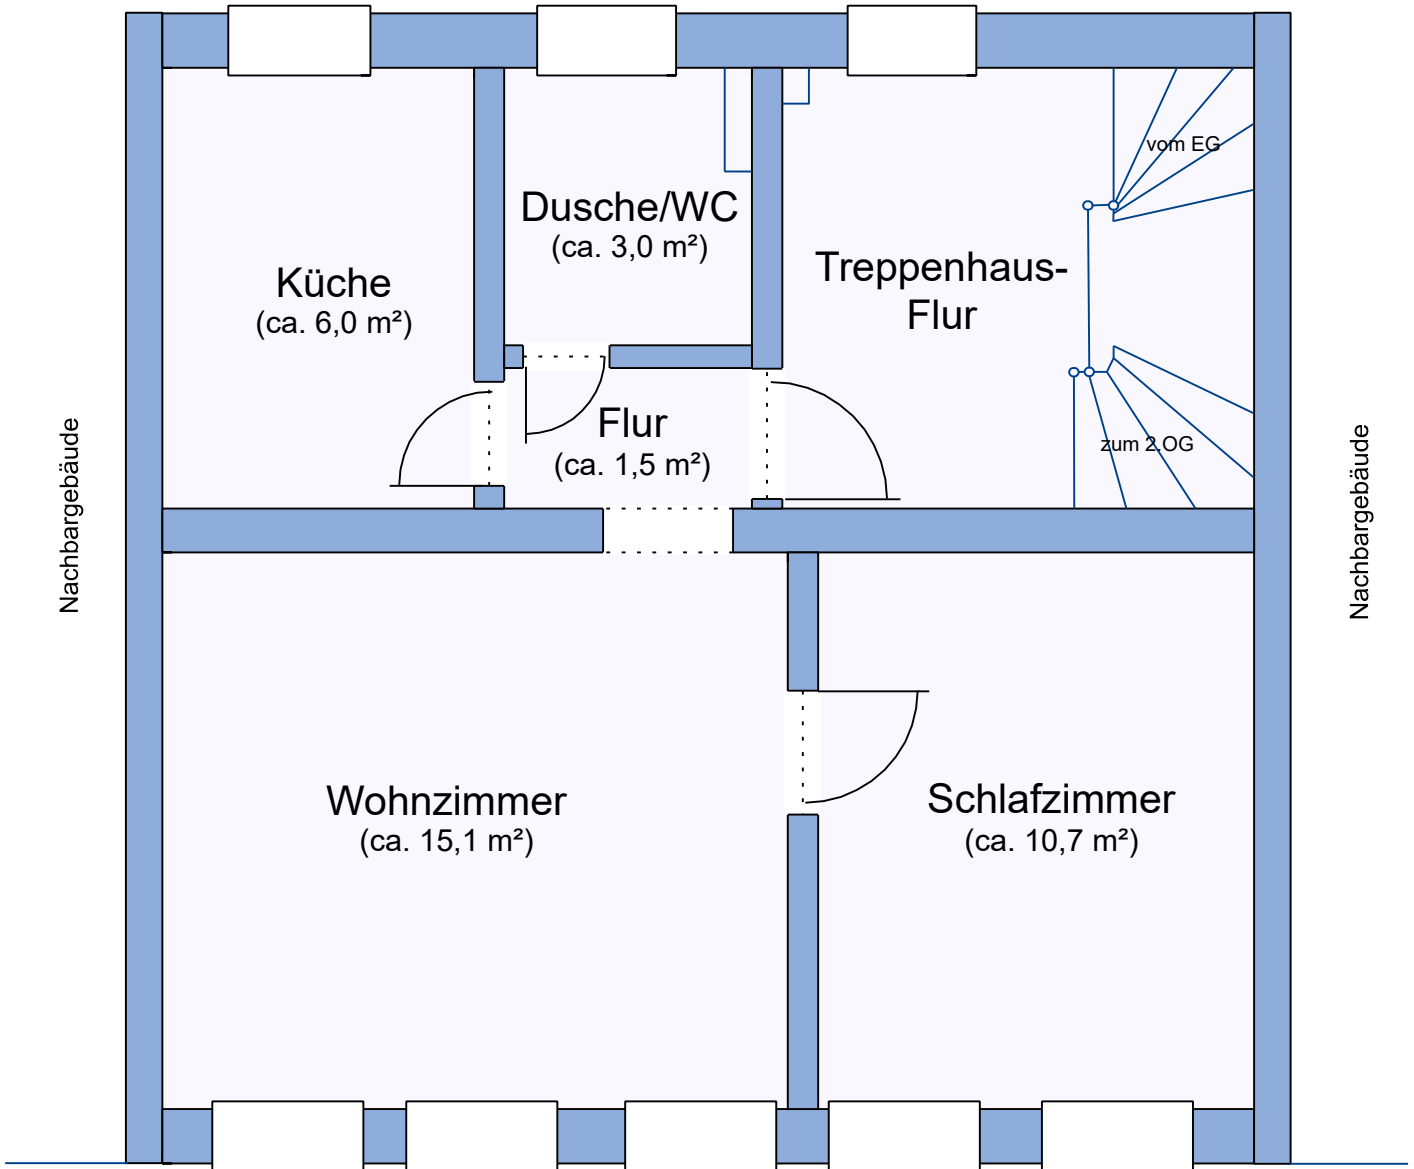 vom EG
Dusche/WC
(ca. 3,0 m²)
Treppenhaus-
Flur
Küche
(ca. 6,0 m²)
Flur
(ca. 1,5 m²)
zum 2.OG
Nachbargebäude
Nachbargebäude
Wohnzimmer
(ca. 15,1 m²)
Schlafzimmer
(ca. 10,7 m²)